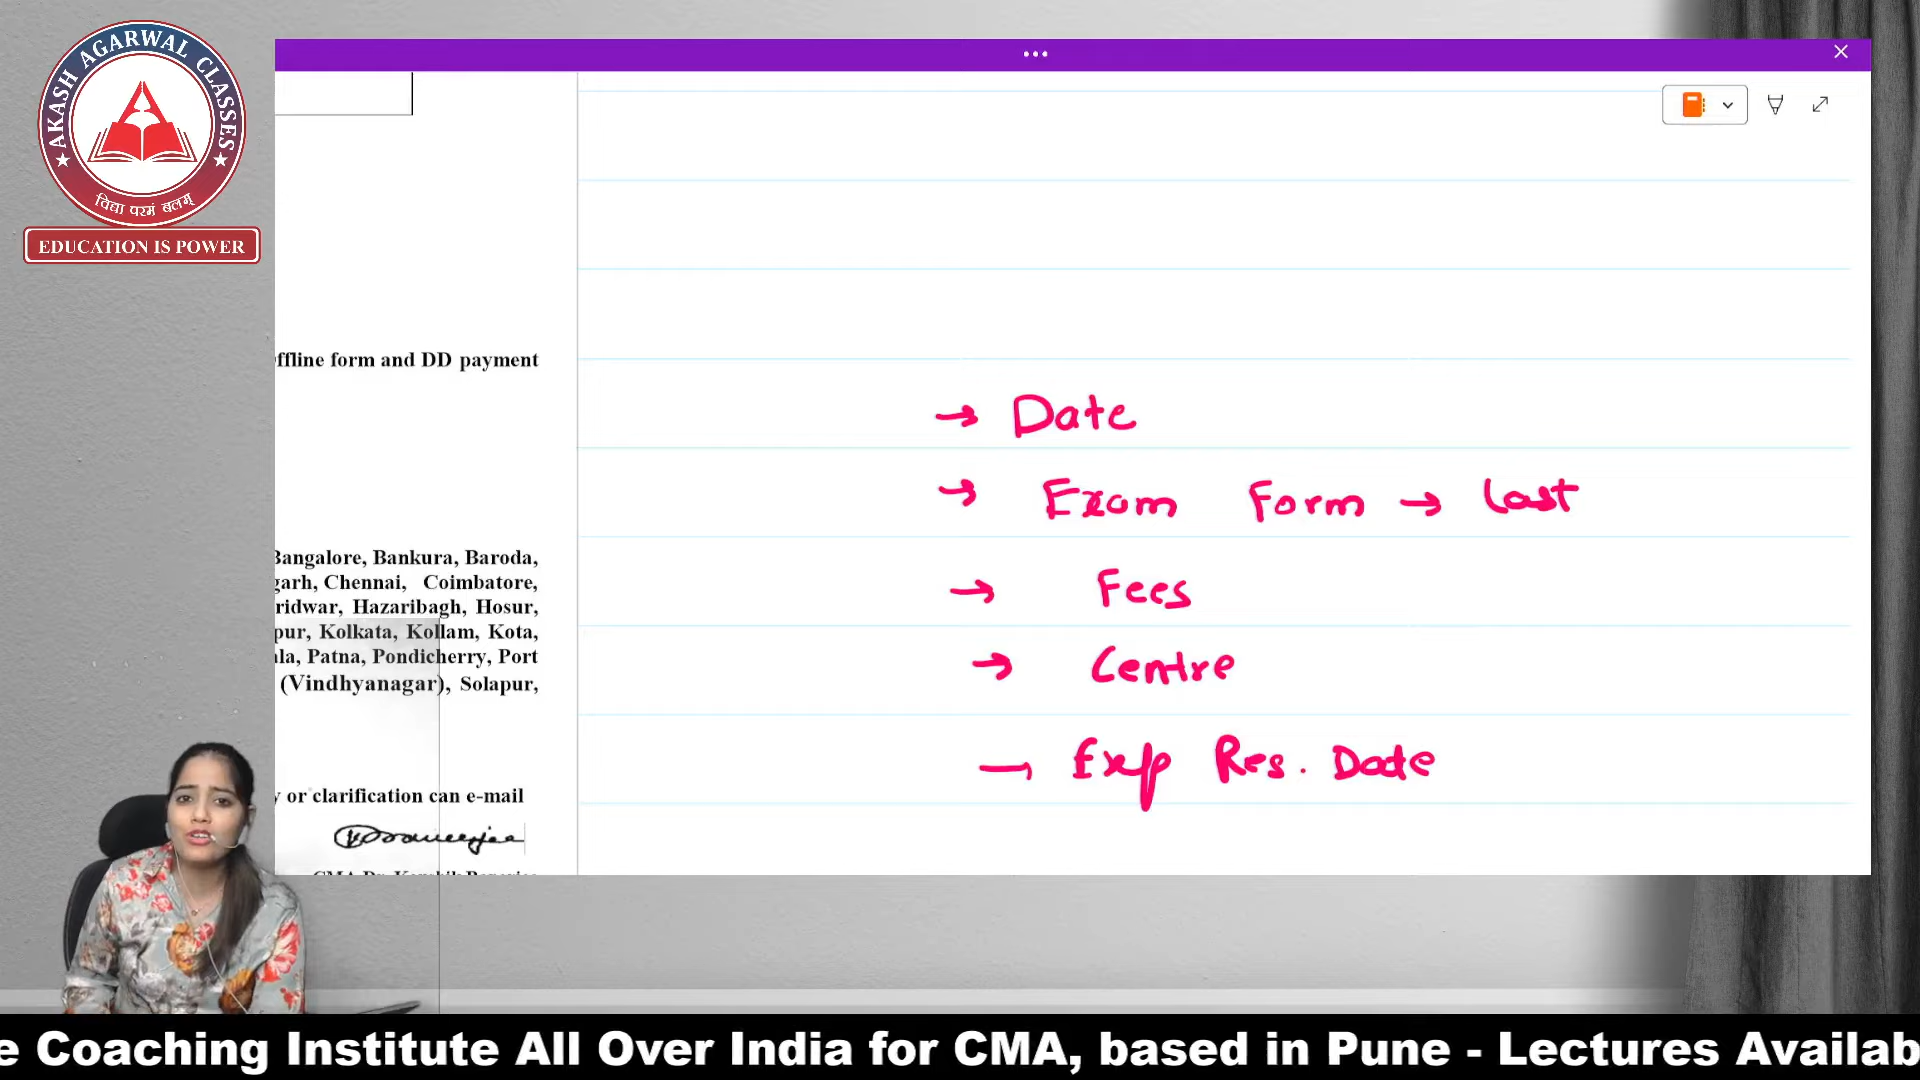 AKASH AGARWAL CLASSES
विद्या परमं बलम्
EDUCATION IS POWER
ffline form and DD payment
Bangalore, Bankura, Baroda,
garh, Chennai, Coimbatore,
ridwar, Hazaribagh, Hosur,
pur, Kolkata, Kollam, Kota,
la, Patna, Pondicherry, Port
(Vindhyanagar), Solapur,
or clarification can e-mail
→ Date
→ Exam Form → Last
→ Fees
→ Centre
→ Exp Res. Date
e Coaching Institute All Over India for CMA, based in Pune - Lectures Availab